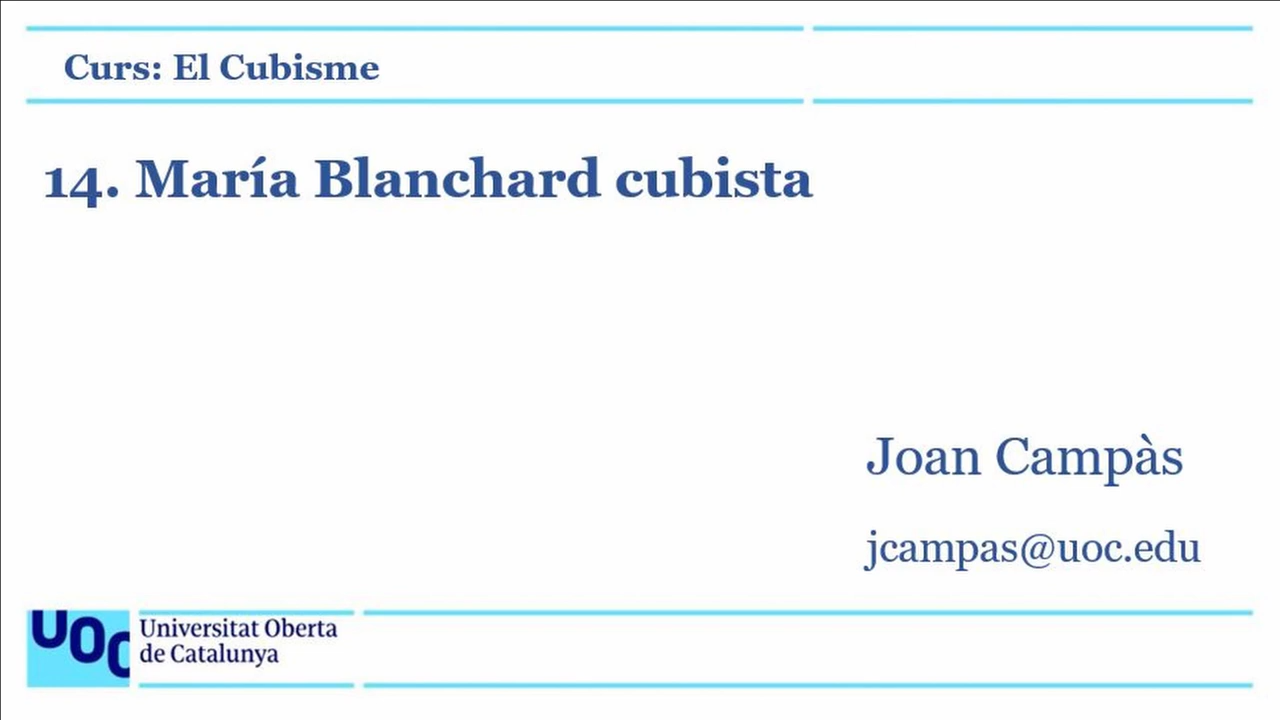 Curs: El Cubisme
14. María Blanchard cubista
Joan Campàs
jcampas@uoc.edu
UOC
Universitat Oberta
de Catalunya